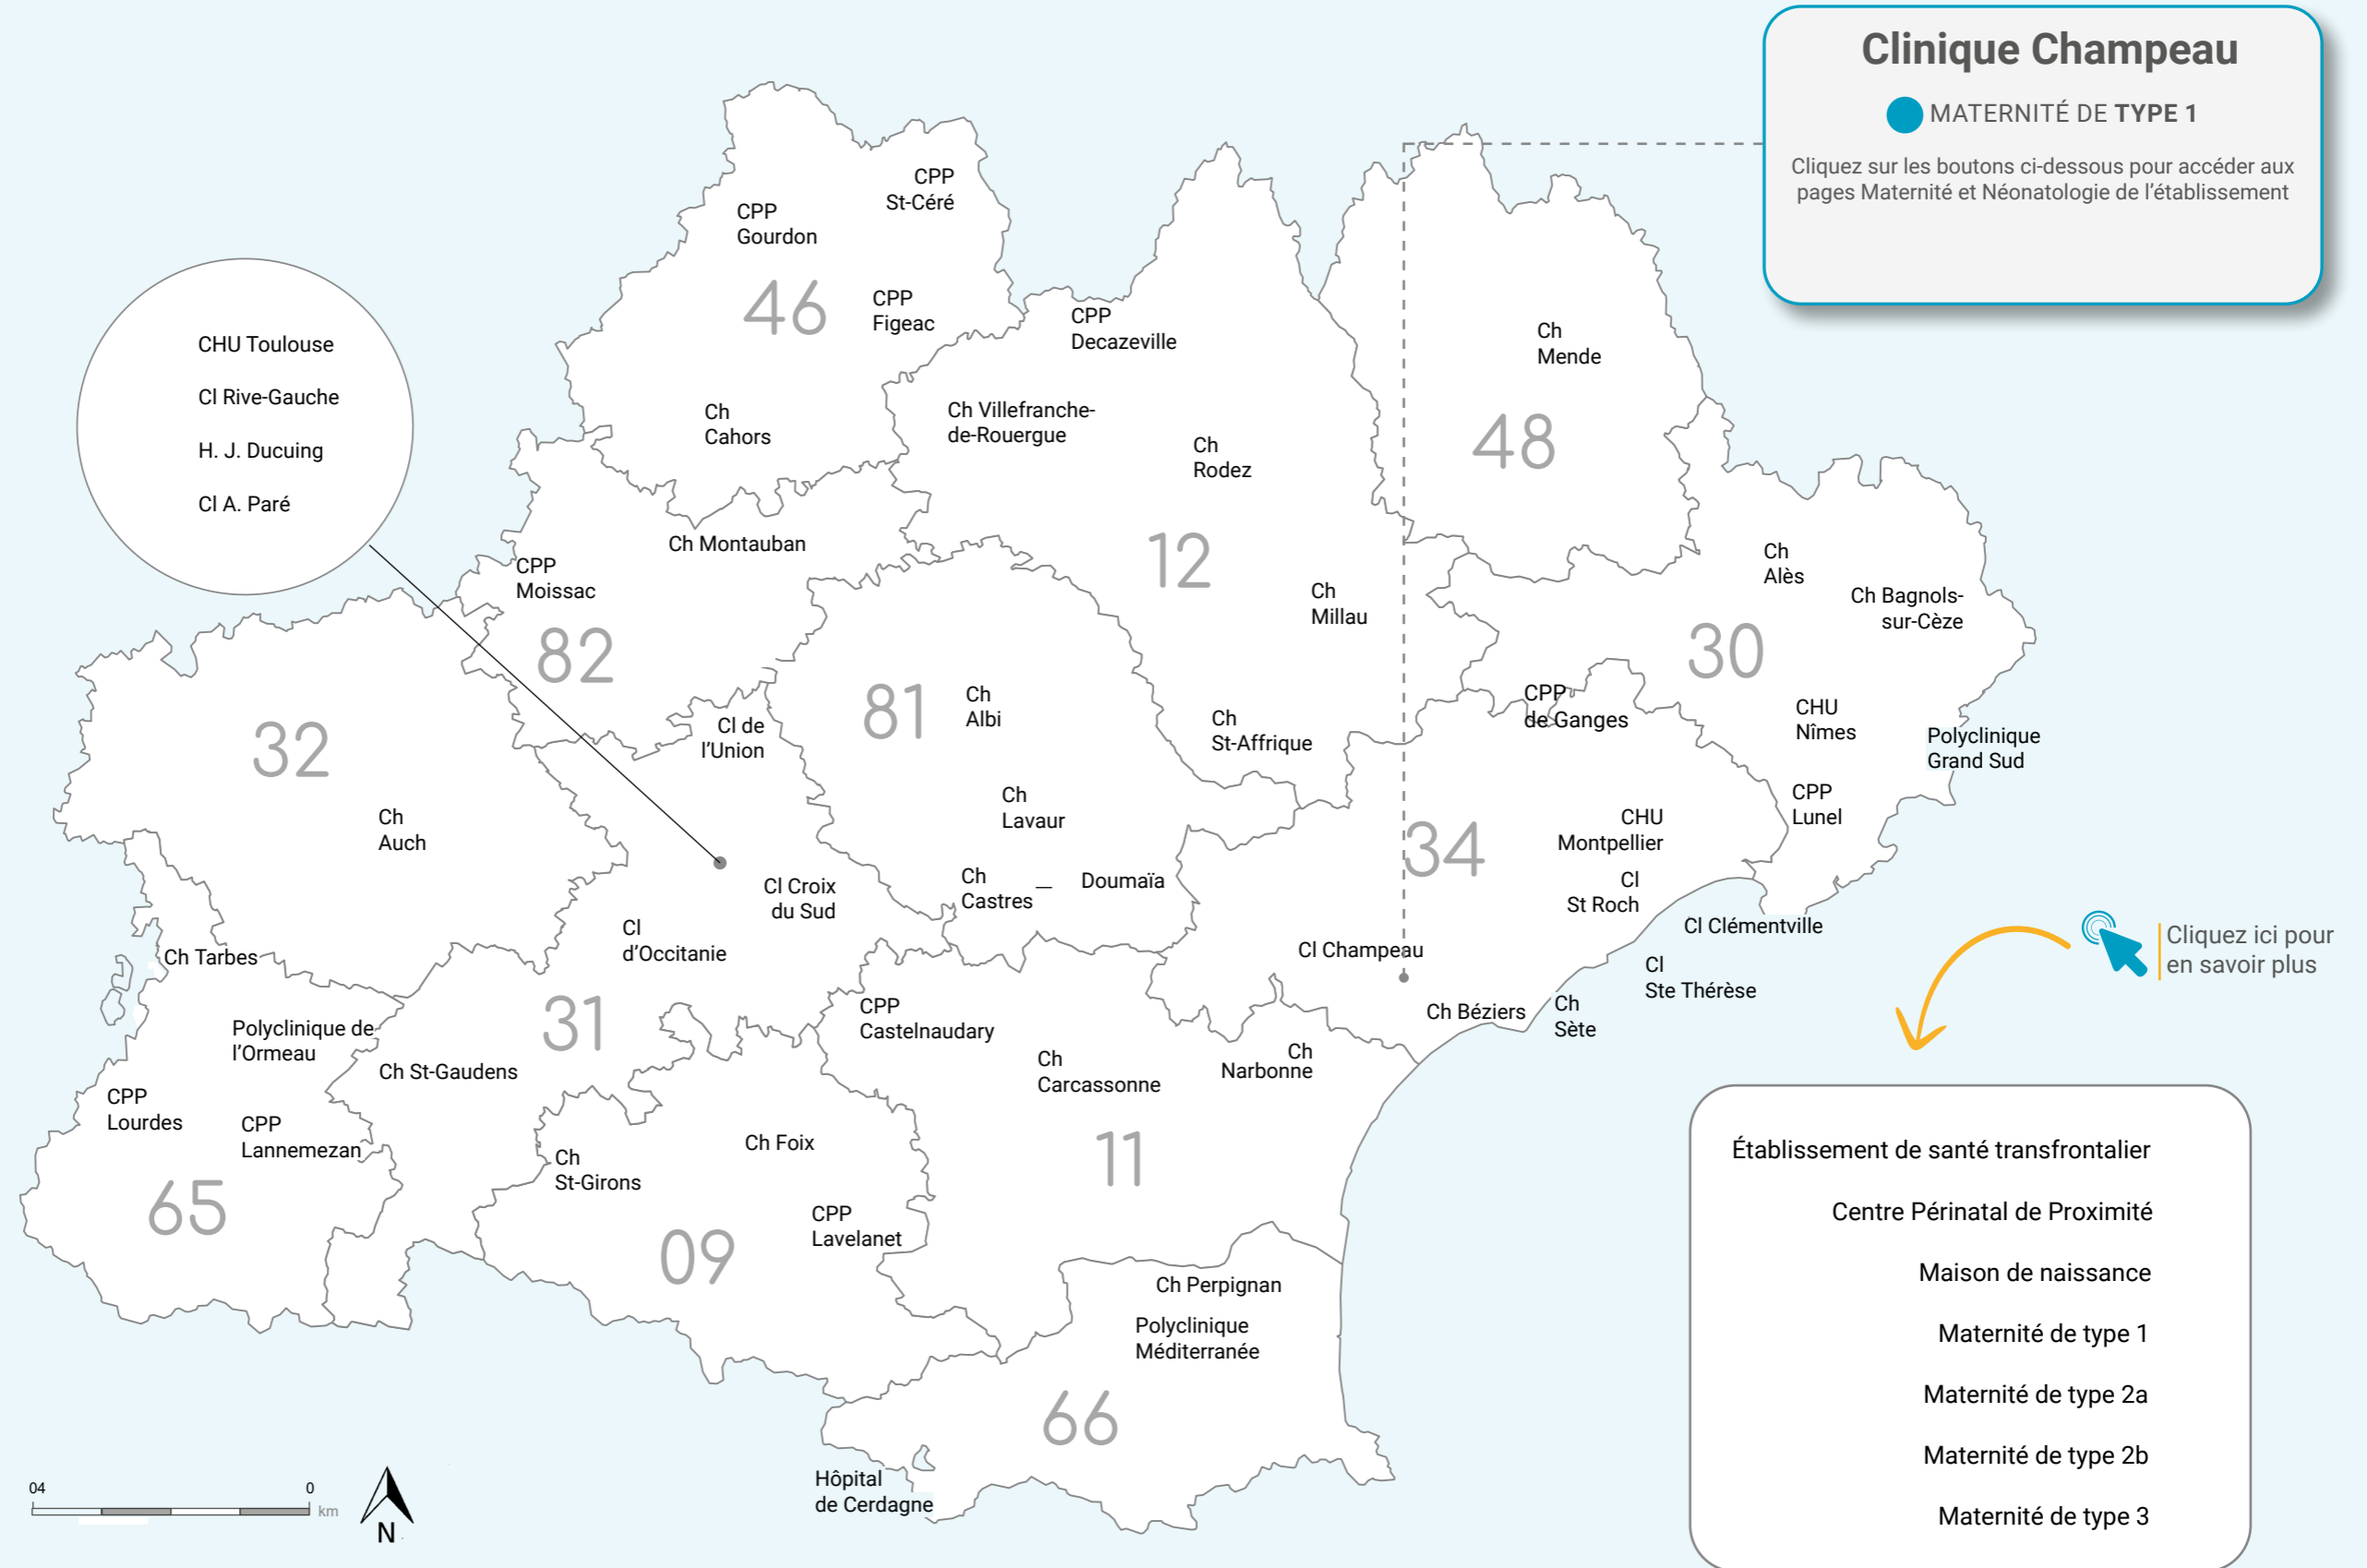 Clinique Champeau
MATERNITÉ DE TYPE 1
Cliquez sur les boutons ci-dessous pour accéder aux
pages Maternité et Néonatologie de l'établissement
CPP
St-Céré
CPP
Gourdon
46
CPP
Figeac
Ch
Cahors
CHU Toulouse
Cl Rive-Gauche
H. J. Ducuing
Cl A. Paré
CPP
Decazeville
Ch Villefranche-
de-Rouergue
Ch
Rodez
12
Ch
Millau
Ch
St-Affrique
Ch
Mende
48
Ch Montauban
CPP
Moissac
82
Ch
Alès
Ch Bagnols-
sur-Cèze
30
CHU
Nîmes
Polyclinique
Grand Sud
CPP
Lunel
CPP
de Ganges
32
Ch
Auch
Cl de
l'Union
81
Ch
Albi
Ch
Lavaur
Ch
Castres
—
Doumaïa
34
CHU
Montpellier
Cl
St Roch
Cl Clémentville
Cl
Ste Thérèse
Cl Champeau
Ch Béziers
Ch
Sète
Cl Croix
du Sud
Cl
d'Occitanie
31
Ch St-Gaudens
Ch Tarbes
Polyclinique de
l'Ormeau
CPP
Lourdes
CPP
Lannemezan
65
CPP
Castelnaudary
Ch
Carcassonne
Ch
Narbonne
11
Ch
St-Girons
Ch Foix
CPP
Lavelanet
09
Ch Perpignan
Polyclinique
Méditerranée
66
Hôpital
de Cerdagne
Cliquez ici pour
en savoir plus
Établissement de santé transfrontalier
Centre Périnatal de Proximité
Maison de naissance
Maternité de type 1
Maternité de type 2a
Maternité de type 2b
Maternité de type 3
04 0
km
N